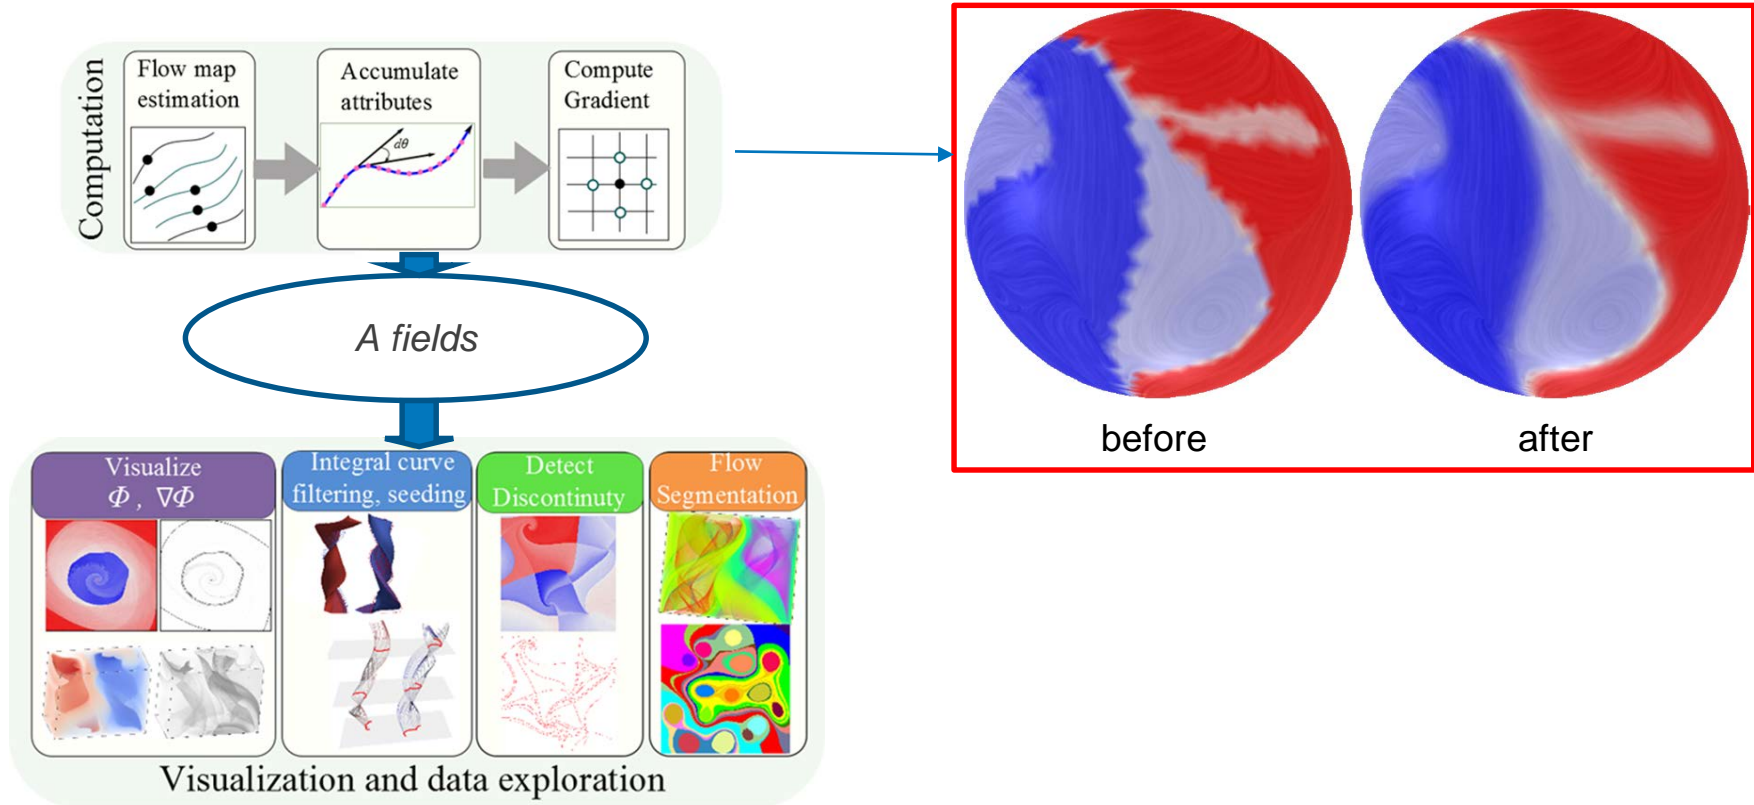 Computation
Flow map
estimation
Accumulate
attributes
dθ
Compute
Gradient
A fields
before
after
Visualize
Φ , ∇Φ
Integral curve
filtering, seeding
Detect
Discontinuty
Flow
Segmentation
Visualization and data exploration